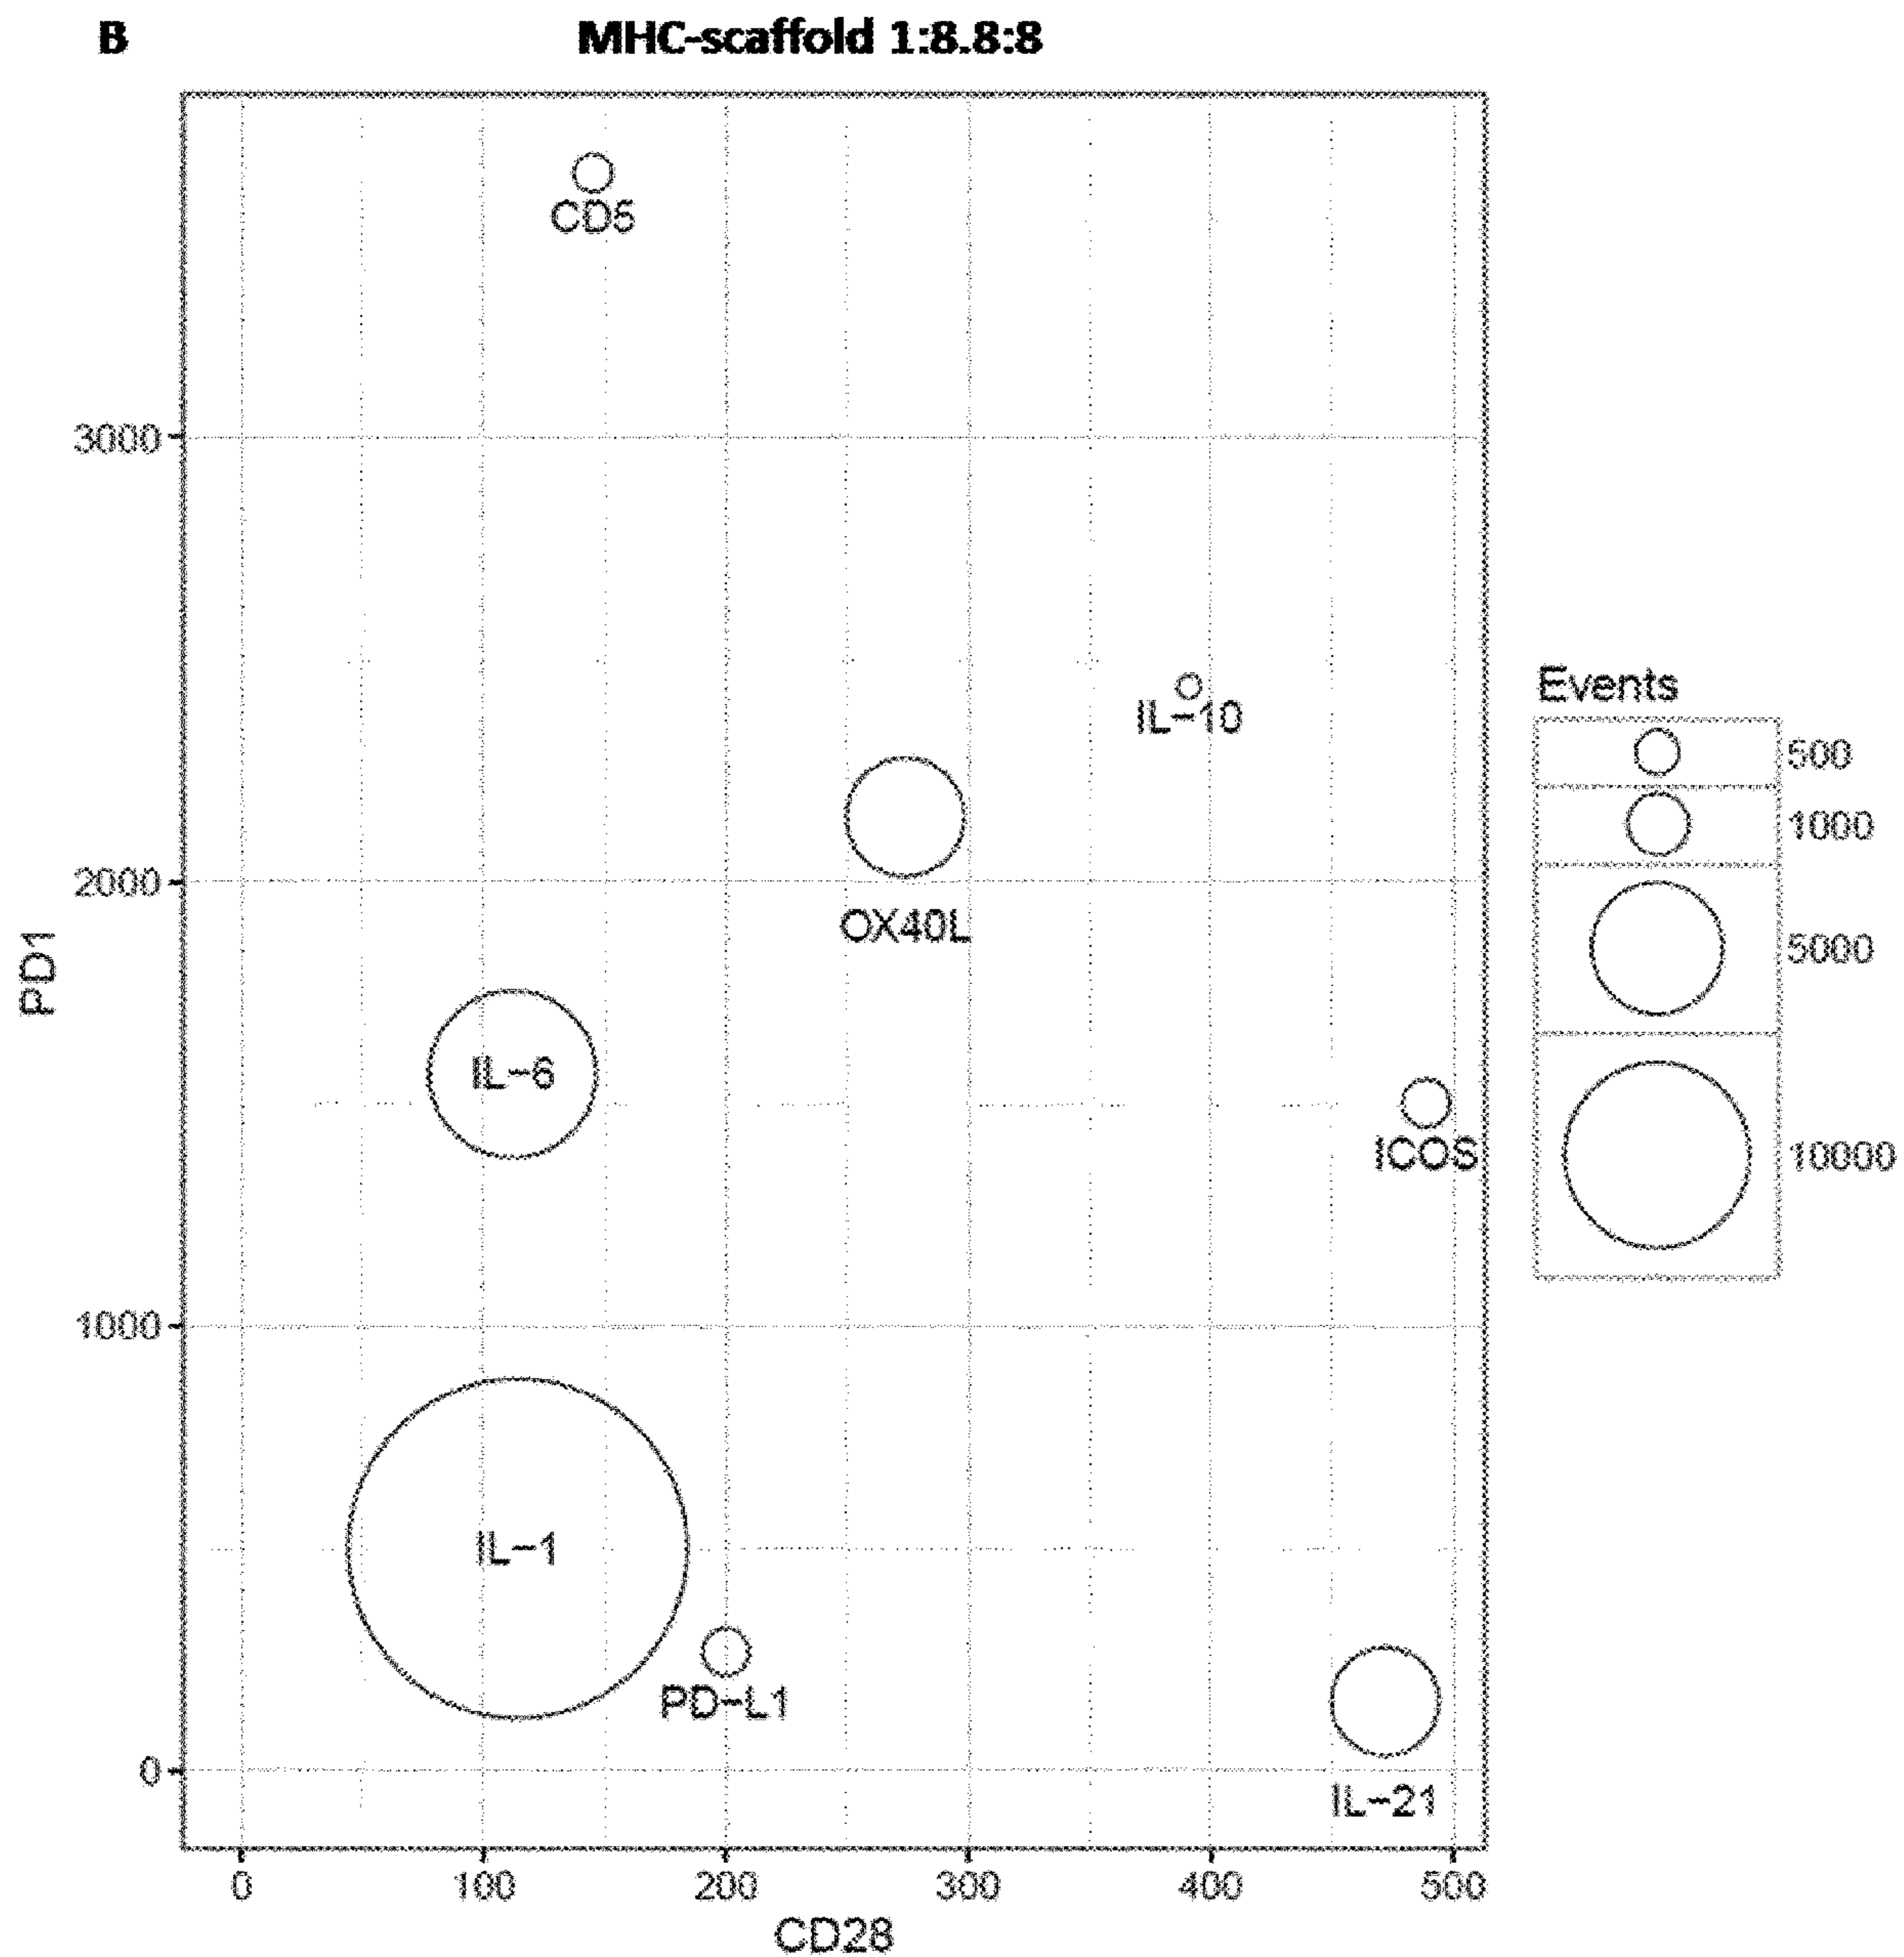 B
MHC-scaffold 1:8.8:8
CD5
3000
IL-10
Events
500
1000
5000
10000
OX40L
2000
PD1
IL-6
ICOS
1000
IL-1
PD-L1
IL-21
0
0 100 200 300 400 500
CD28